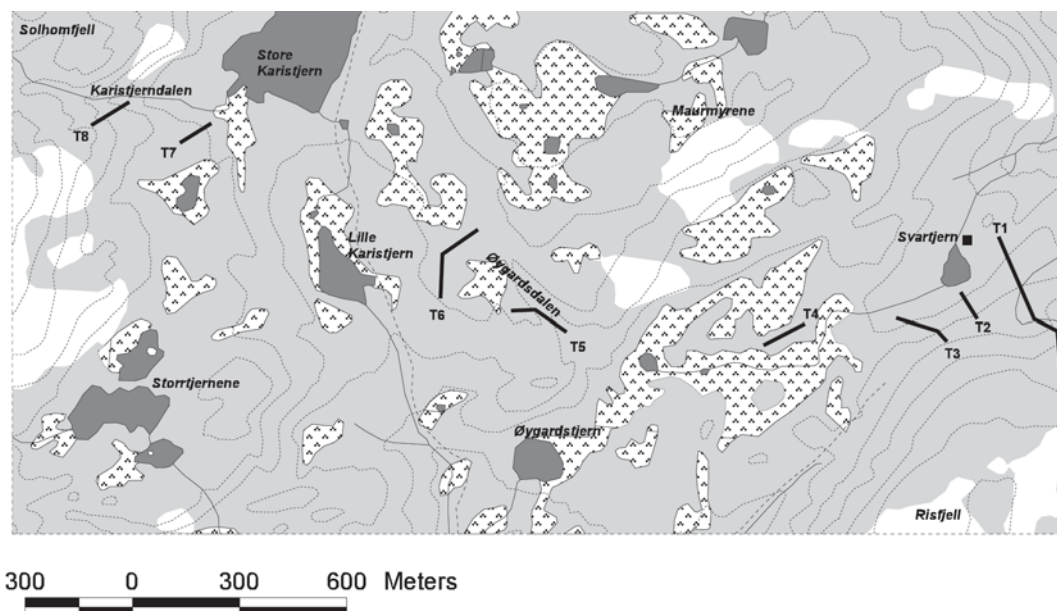 Solhomfjell
Store
Karistjern
Karistjerndalen
T8
T7
Maurmyrene
Lille
Karistjern
Øygardsdalen
Svartjern
T1
T6
T5
T4
T2
T3
Storrtjernene
Øygardstjern
Risfjell
300 0 300 600 Meters